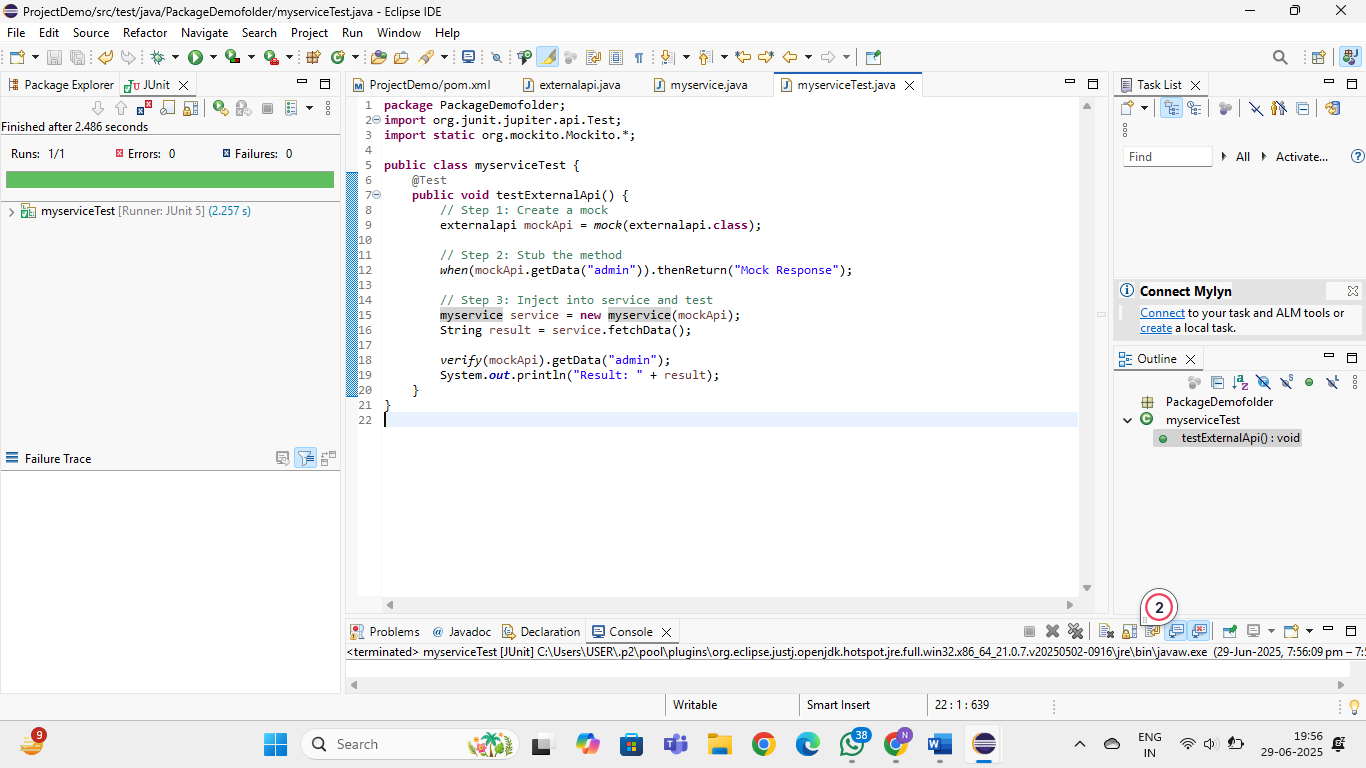 ProjectDemo/src/test/java/PackageDemofolder/myserviceTest.java - Eclipse IDE
File Edit Source Refactor Navigate Search Project Run Window Help
Package Explorer JUnit
Finished after 2.486 seconds
Runs: 1/1 Errors: 0 Failures: 0
myserviceTest [Runner: JUnit 5] (2.257 s)
Failure Trace
ProjectDemo/pom.xml externalapi.java myservice.java myserviceTest.java
1 package PackageDemofolder;
2 import org.junit.jupiter.api.Test;
3 import static org.mockito.Mockito.*;
4
5 public class myserviceTest {
6 @Test
7 public void testExternalApi() {
8 // Step 1: Create a mock
9 externalapi mockApi = mock(externalapi.class);
10
11 // Step 2: Stub the method
12 when(mockApi.getData("admin")).thenReturn("Mock Response");
13
14 // Step 3: Inject into service and test
15 myservice service = new myservice(mockApi);
16 String result = service.fetchData();
17
18 verify(mockApi).getData("admin");
19 System.out.println("Result: " + result);
20 }
21 }
22
Task List
Find All Activate...
Connect Mylyn
Connect to your task and ALM tools or
create a local task.
Outline
PackageDemofolder
myserviceTest
testExternalApi() : void
2
Problems Javadoc Declaration Console
<terminated> myserviceTest [JUnit] C:\Users\USER\.p2\pool\plugins\org.eclipse.justj.openjdk.hotspot.jre.full.win32.x86_64_21.0.7.v20250502-0916\jre\bin\javaw.exe (29-Jun-2025, 7:56:09 pm – 7:5
Writable Smart Insert 22 : 1 : 639
9
Search
38
N
ENG
IN
19:56
29-06-2025